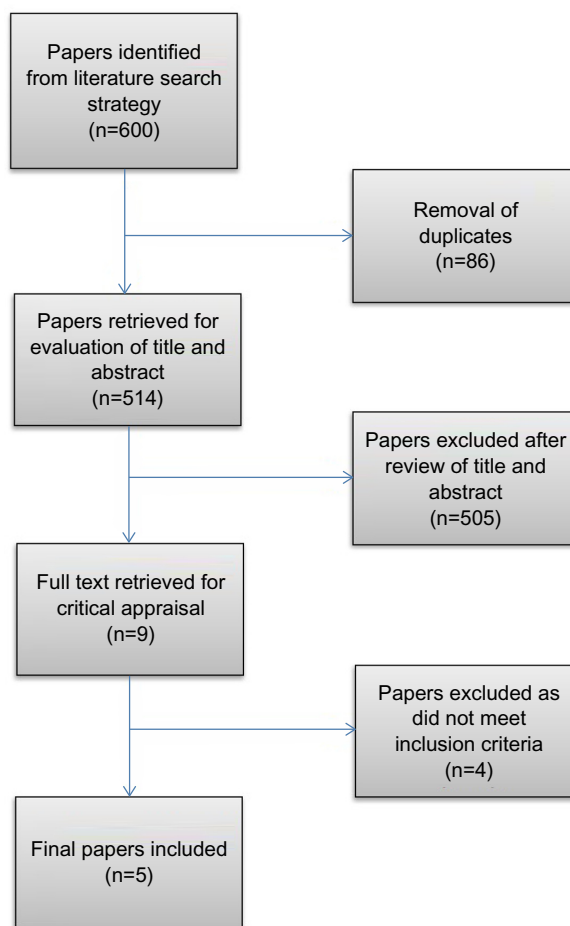 Papers identified
from literature search
strategy
(n=600)
Removal of
duplicates
(n=86)
Papers retrieved for
evaluation of title and
abstract
(n=514)
Papers excluded after
review of title and
abstract
(n=505)
Full text retrieved for
critical appraisal
(n=9)
Papers excluded as
did not meet
inclusion criteria
(n=4)
Final papers included
(n=5)